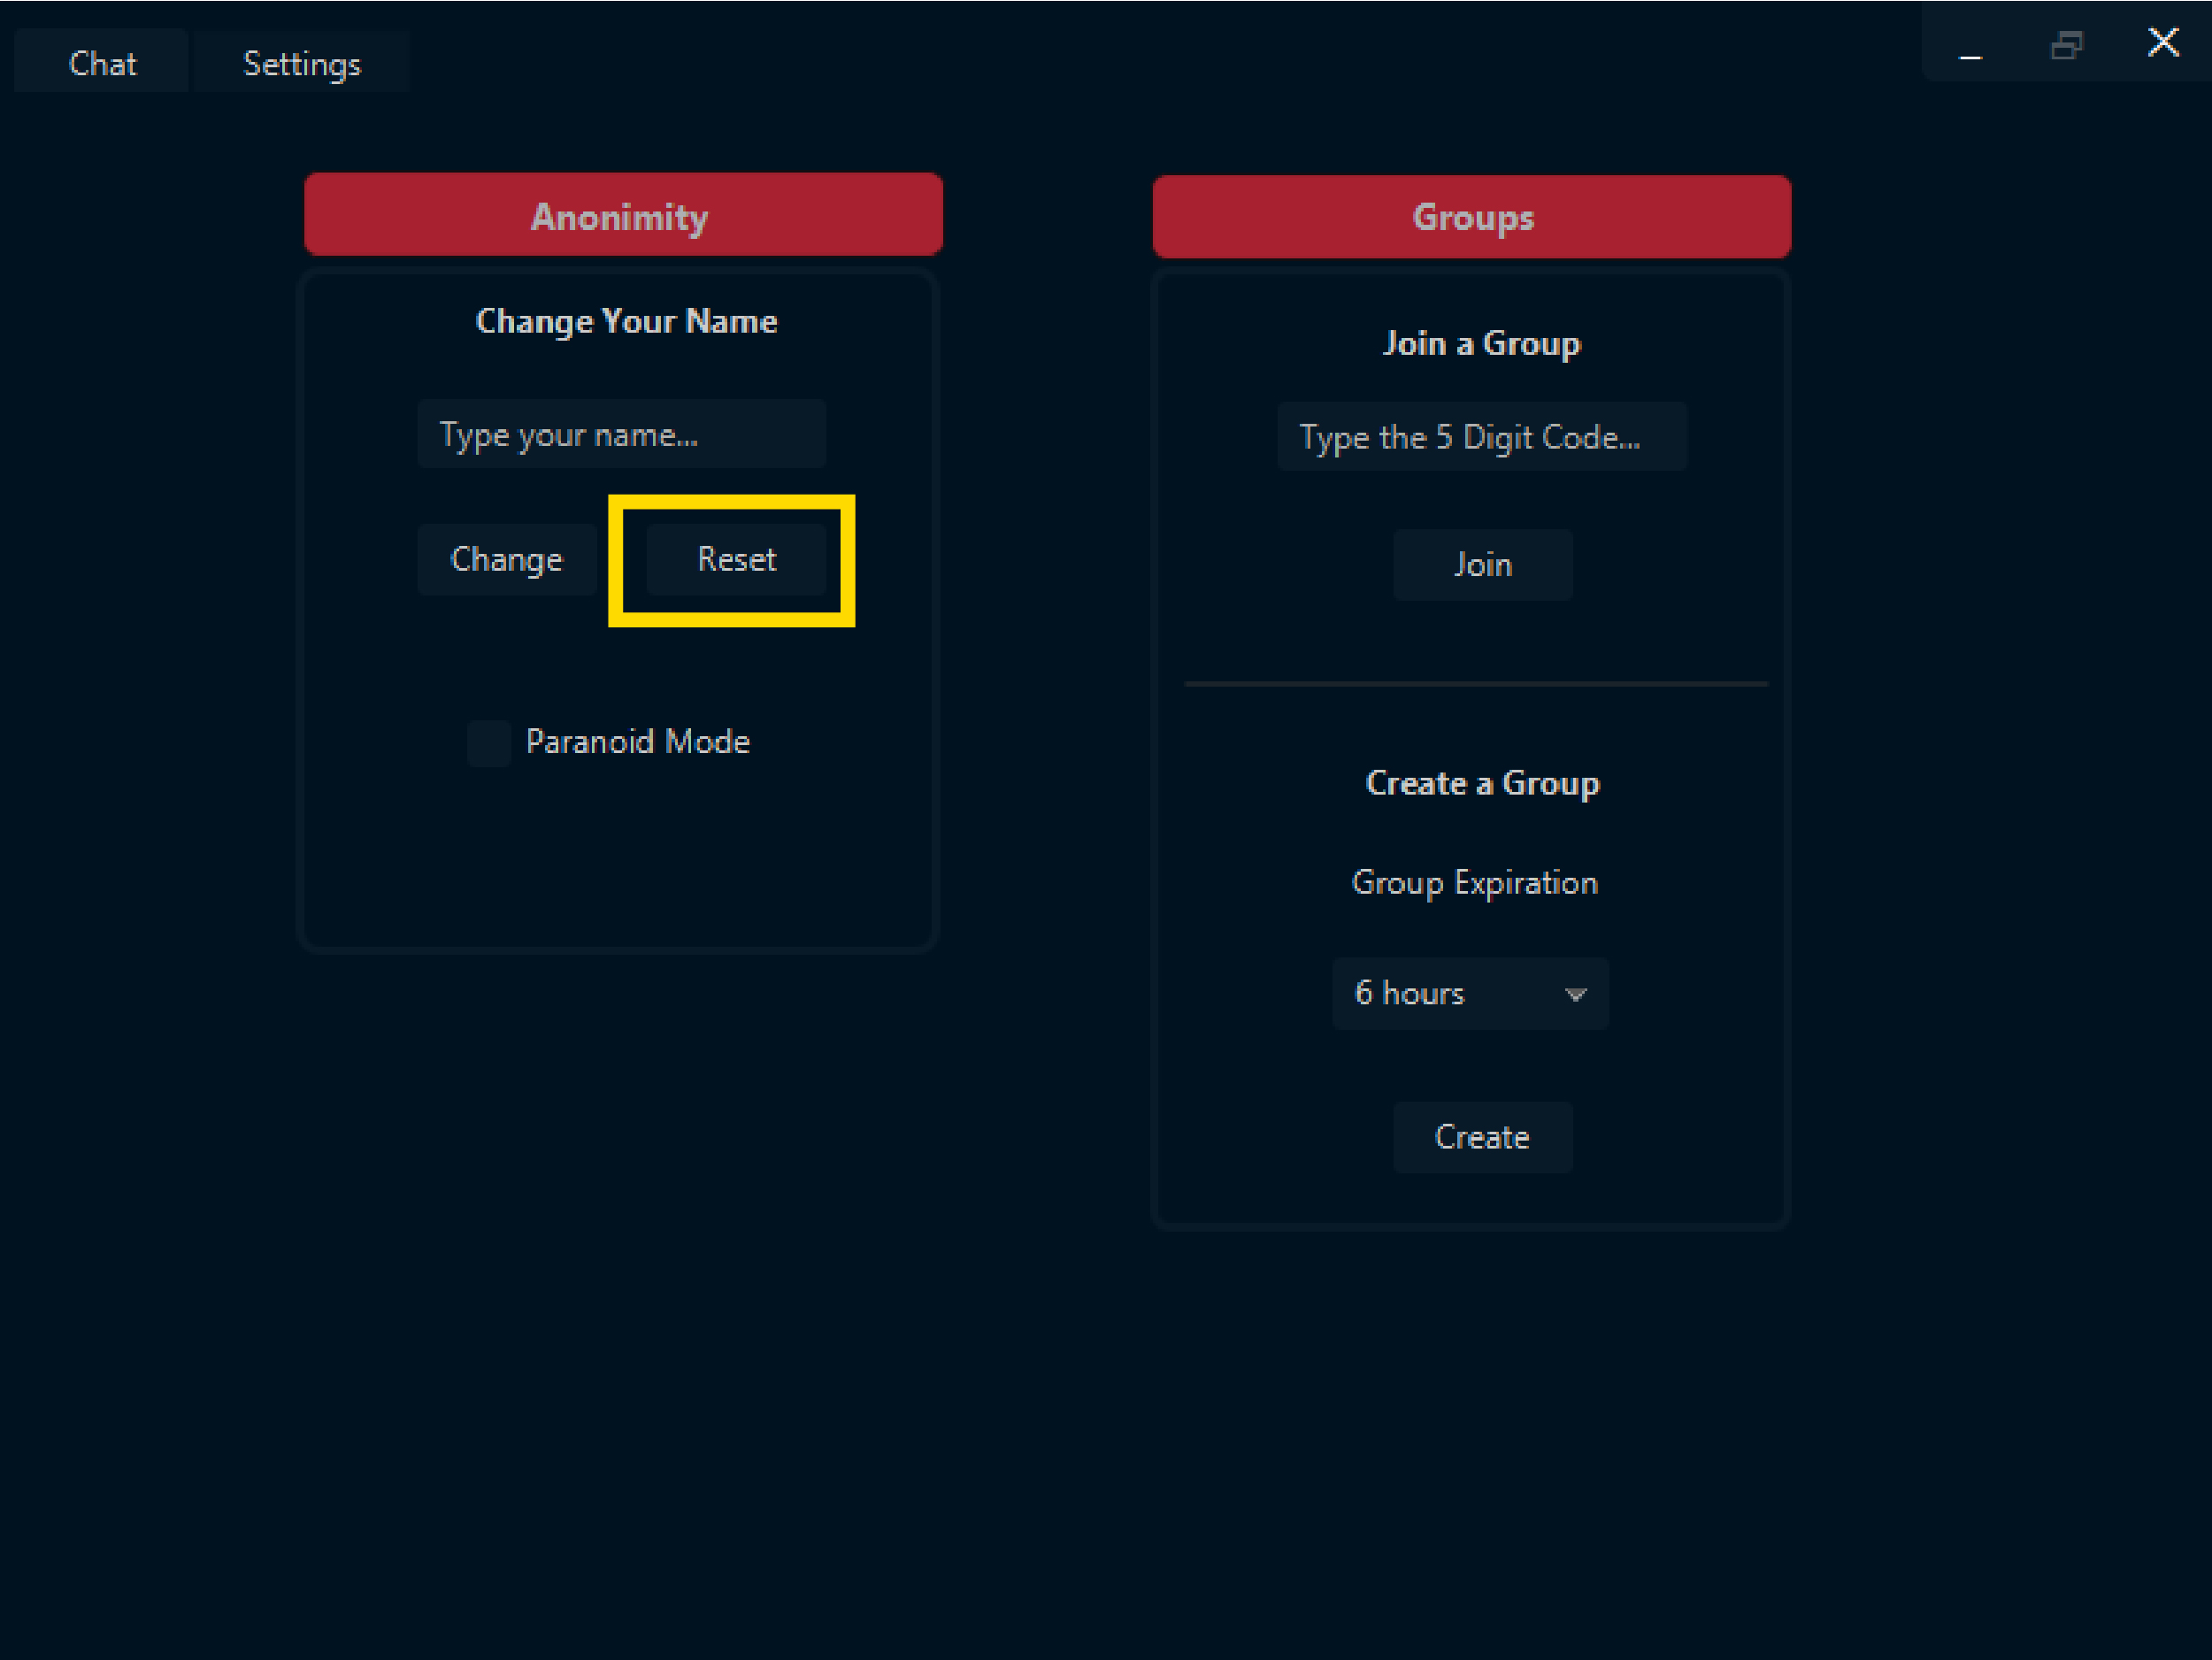 Chat
Settings
Anonimity
Change Your Name
Type your name...
Change
Reset
Paranoid Mode
Groups
Join a Group
Type the 5 Digit Code...
Join
Create a Group
Group Expiration
6 hours
Create